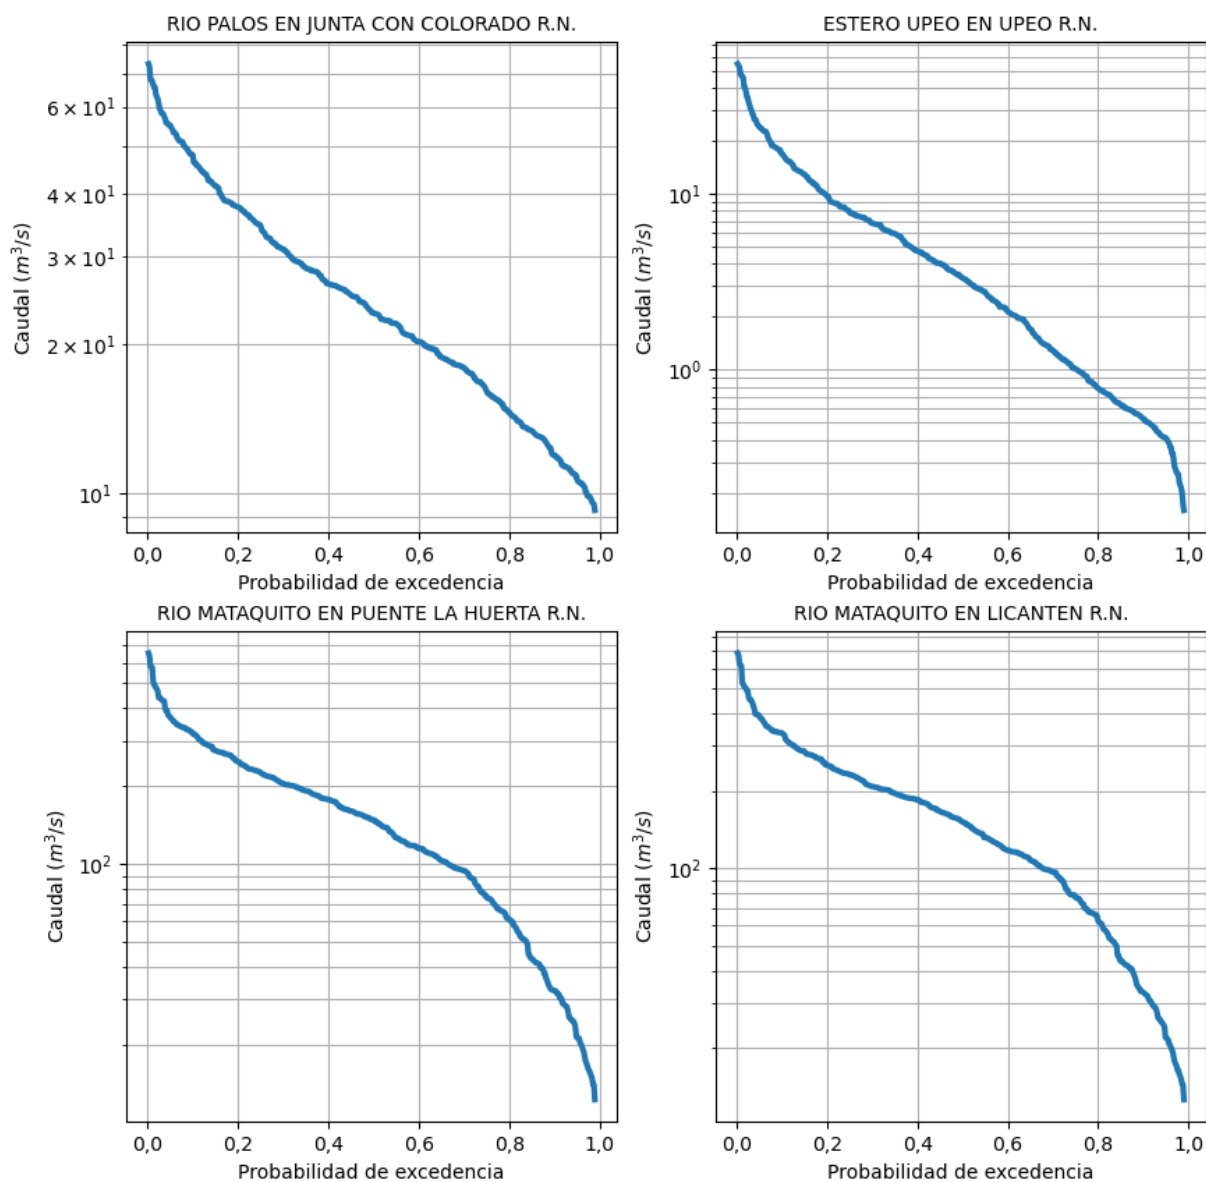 RIO PALOS EN JUNTA CON COLORADO R.N.
Caudal (m³/s)
6 × 10¹
4 × 10¹
3 × 10¹
2 × 10¹
10¹
0,0 0,2 0,4 0,6 0,8 1,0
Probabilidad de excedencia
ESTERO UPEO EN UPEO R.N.
Caudal (m³/s)
10¹
10⁰
0,0 0,2 0,4 0,6 0,8 1,0
Probabilidad de excedencia
RIO MATAQUITO EN PUENTE LA HUERTA R.N.
Caudal (m³/s)
10²
0,0 0,2 0,4 0,6 0,8 1,0
Probabilidad de excedencia
RIO MATAQUITO EN LICANTEN R.N.
Caudal (m³/s)
10²
0,0 0,2 0,4 0,6 0,8 1,0
Probabilidad de excedencia